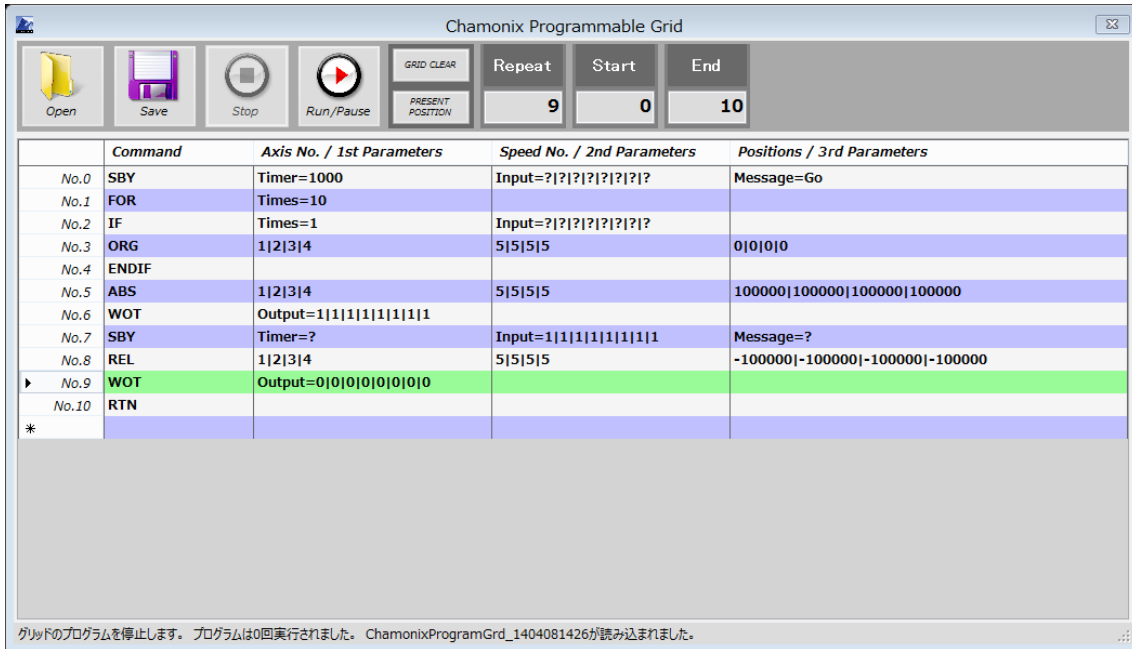 Chamonix Programmable Grid
Open
Save
Stop
Run/Pause
GRID CLEAR
PRESENT POSITION
Repeat Start End
9 0 10
Command Axis No. / 1st Parameters Speed No. / 2nd Parameters Positions / 3rd Parameters
No.0 SBY Timer=1000 Input=?|?|?|?|?|?|?|? Message=Go
No.1 FOR Times=10
No.2 IF Times=1 Input=?|?|?|?|?|?|?|?
No.3 ORG 1|2|3|4 5|5|5|5 0|0|0|0
No.4 ENDIF
No.5 ABS 1|2|3|4 5|5|5|5 100000|100000|100000|100000
No.6 WOT Output=1|1|1|1|1|1|1|1
No.7 SBY Timer=? Input=1|1|1|1|1|1|1|1 Message=?
No.8 REL 1|2|3|4 5|5|5|5 -100000|-100000|-100000|-100000
No.9 WOT Output=0|0|0|0|0|0|0|0
No.10 RTN
グリッドのプログラムを停止します。 プログラムは0回実行されました。 ChamonixProgramGrd_1404081426が読み込まれました。